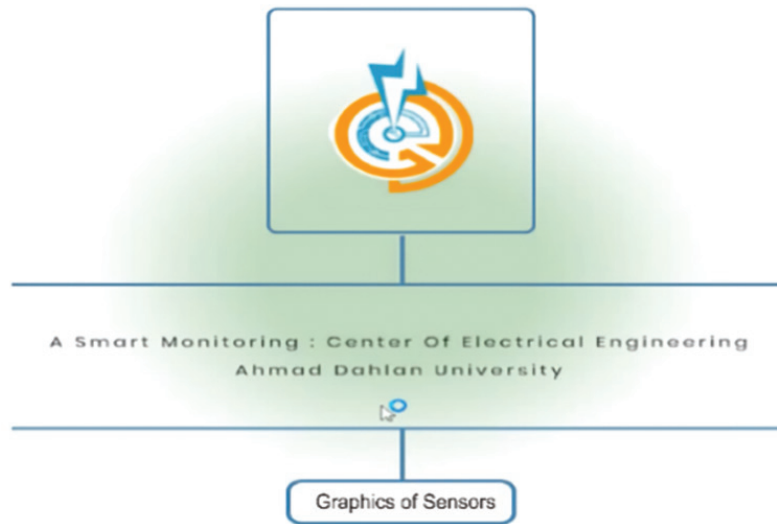 A Smart Monitoring : Center Of Electrical Engineering
Ahmad Dahlan University
Graphics of Sensors